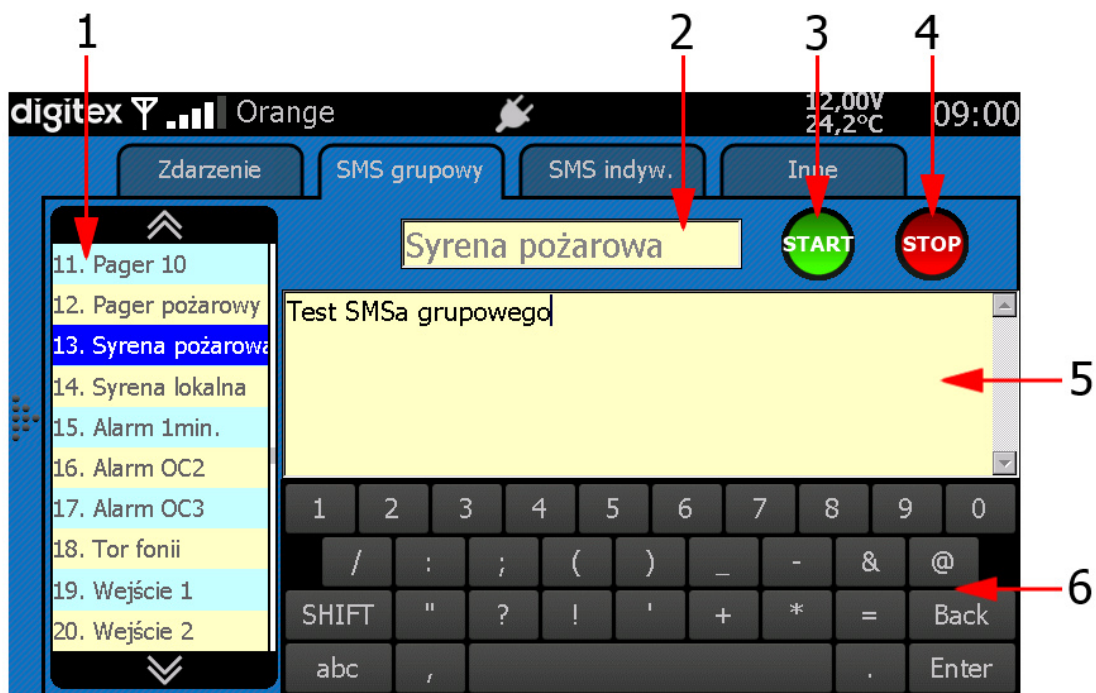 1 2 3 4
digitex Orange 12,00V 09:00
24,2°C
Zdarzenie SMS grupowy SMS indyw. Inne
Syrena pożarowa START STOP
11. Pager 10
12. Pager pożarowy
13. Syrena pożarowa
14. Syrena lokalna
15. Alarm 1min.
16. Alarm OC2
17. Alarm OC3
18. Tor fonii
19. Wejście 1
20. Wejście 2
Test SMSa grupowego
5
1 2 3 4 5 6 7 8 9 0
/ : ; ( ) _ - & @
6
SHIFT " ? ! ' + * = Back
abc , . Enter